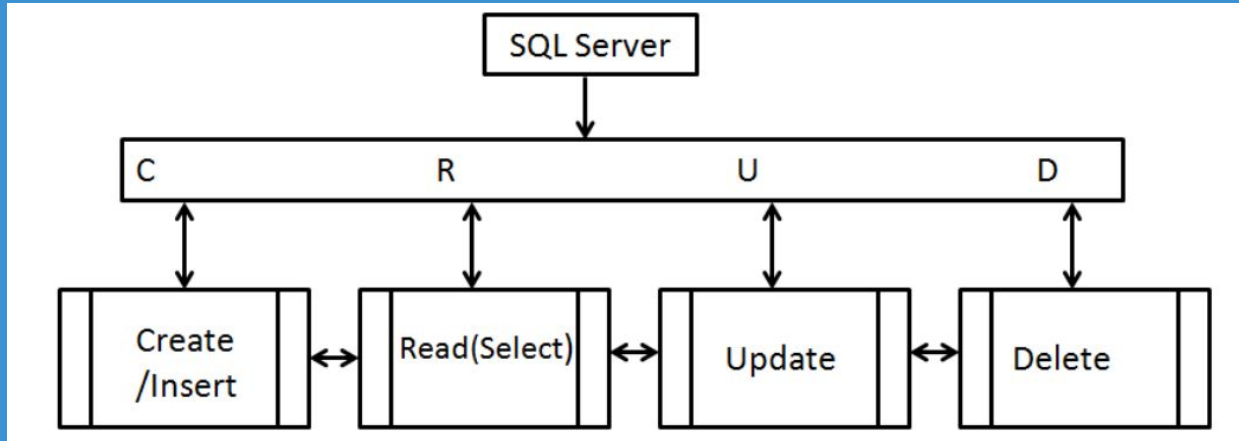 SQL Server
C R U D
Create
/Insert
Read(Select)
Update
Delete